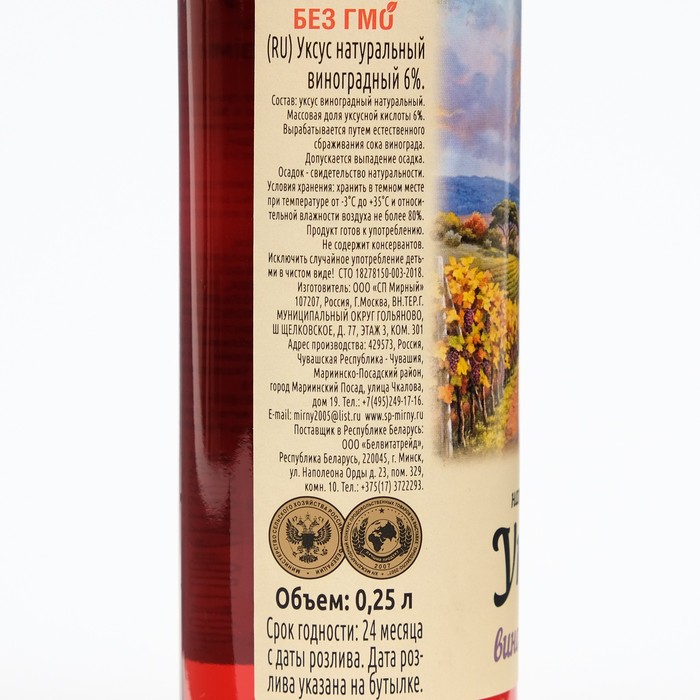 БЕЗ ГМО
(RU) Уксус натуральный
виноградный 6%.
Состав: уксус виноградный натуральный.
Массовая доля уксусной кислоты 6%.
Вырабатывается путем естественного
сбраживания сока винограда.
Допускается выпадение осадка.
Осадок - свидетельство натуральности.
Условия хранения: хранить в темном месте
при температуре от -3°С до +35°С и относи-
тельной влажности воздуха не более 80%.
Продукт готов к употреблению.
Не содержит консервантов.
Исключить случайное употребление деть-
ми в чистом виде! СТО 18278150-003-2018.
Изготовитель: ООО «СП Мирный»
107207, Россия, Г.Москва, ВН.ТЕР.Г.
МУНИЦИПАЛЬНЫЙ ОКРУГ ГОЛЬЯНОВО,
Ш ЩЕЛКОВСКОЕ, Д. 77, ЭТАЖ 3, КОМ. 301
Адрес производства: 429573, Россия,
Чувашская Республика - Чувашия,
Мариинско-Посадский район,
город Мариинский Посад, улица Чкалова,
дом 19. Тел.: +7(495)249-17-16.
E-mail: mirny2005@list.ru www.sp-mirny.ru
Поставщик в Республике Беларусь:
ООО «Белвитатрейд»,
Республика Беларусь, 220045, г. Минск,
ул. Наполеона Орды д. 23, пом. 329,
комн. 10. Тел.: +375(17) 3722293.
МИНИСТЕРСТВО СЕЛЬСКОГО ХОЗЯЙСТВА РОССИЙСКОЙ ФЕДЕРАЦИИ
2007
Объем: 0,25 л
Срок годности: 24 месяца
с даты розлива. Дата роз-
лива указана на бутылке.